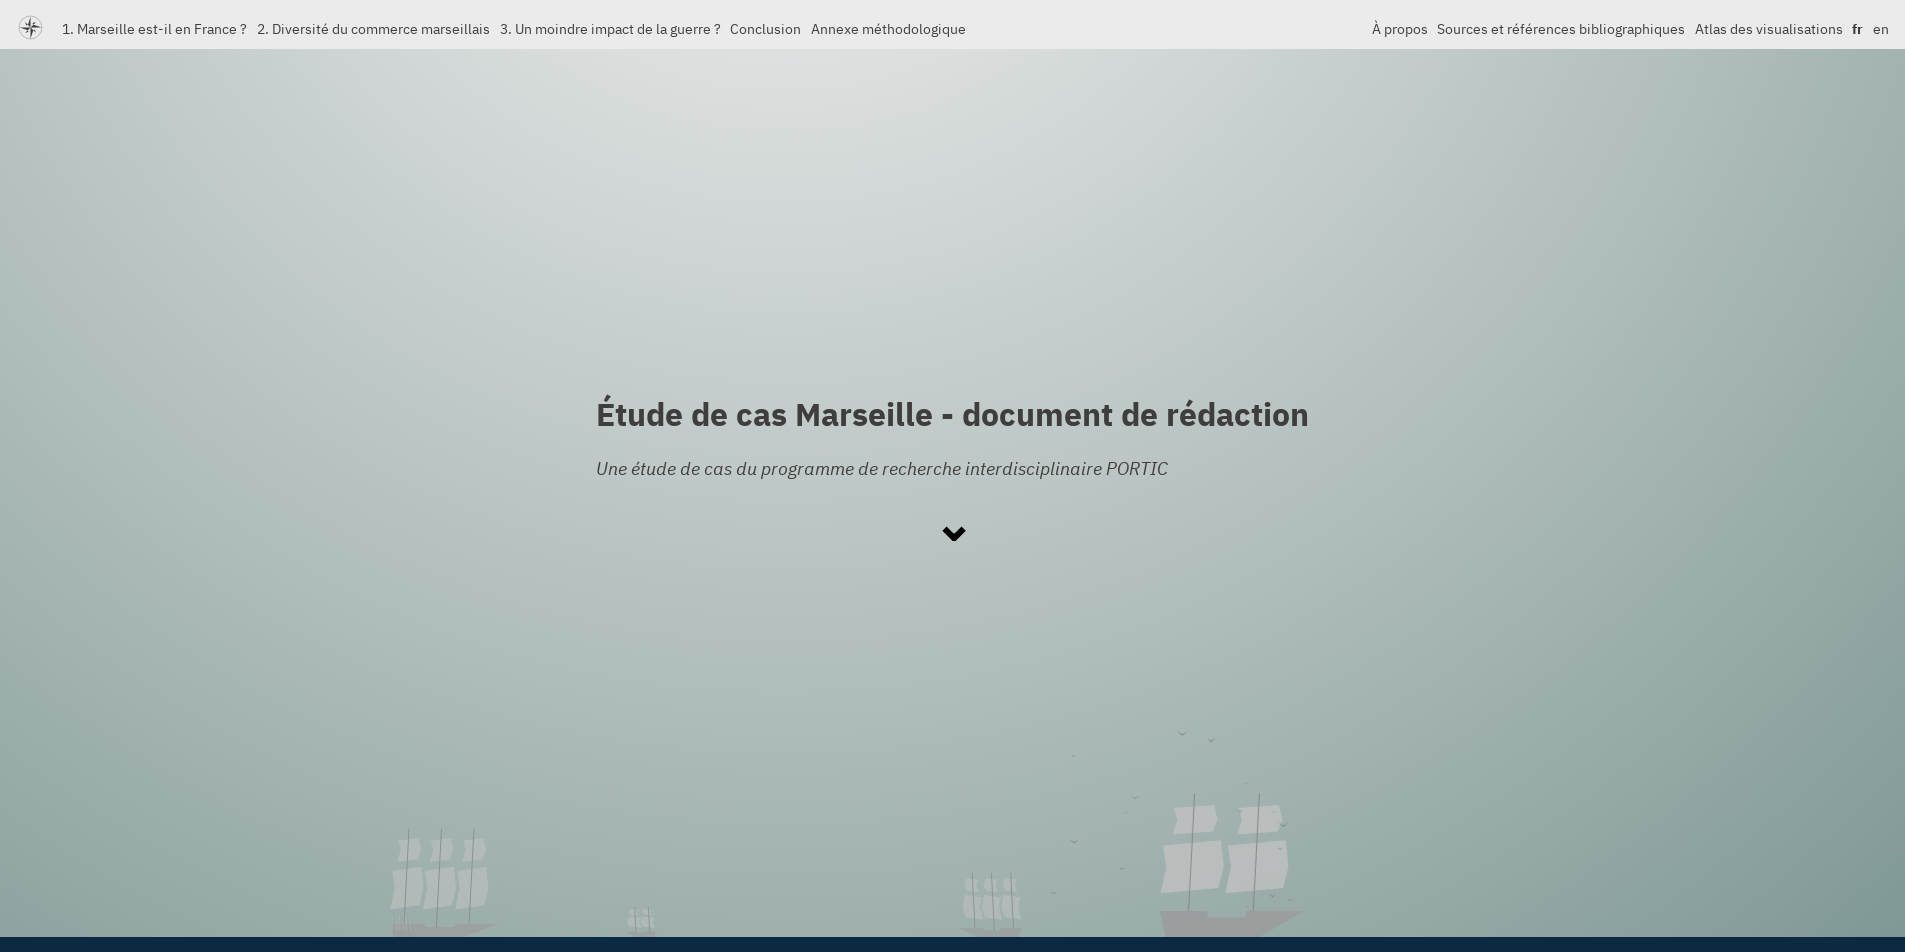 1. Marseille est-il en France ? 2. Diversité du commerce marseillais 3. Un moindre impact de la guerre ? Conclusion Annexe méthodologique À propos Sources et références bibliographiques Atlas des visualisations fr en
Étude de cas Marseille - document de rédaction
Une étude de cas du programme de recherche interdisciplinaire PORTIC